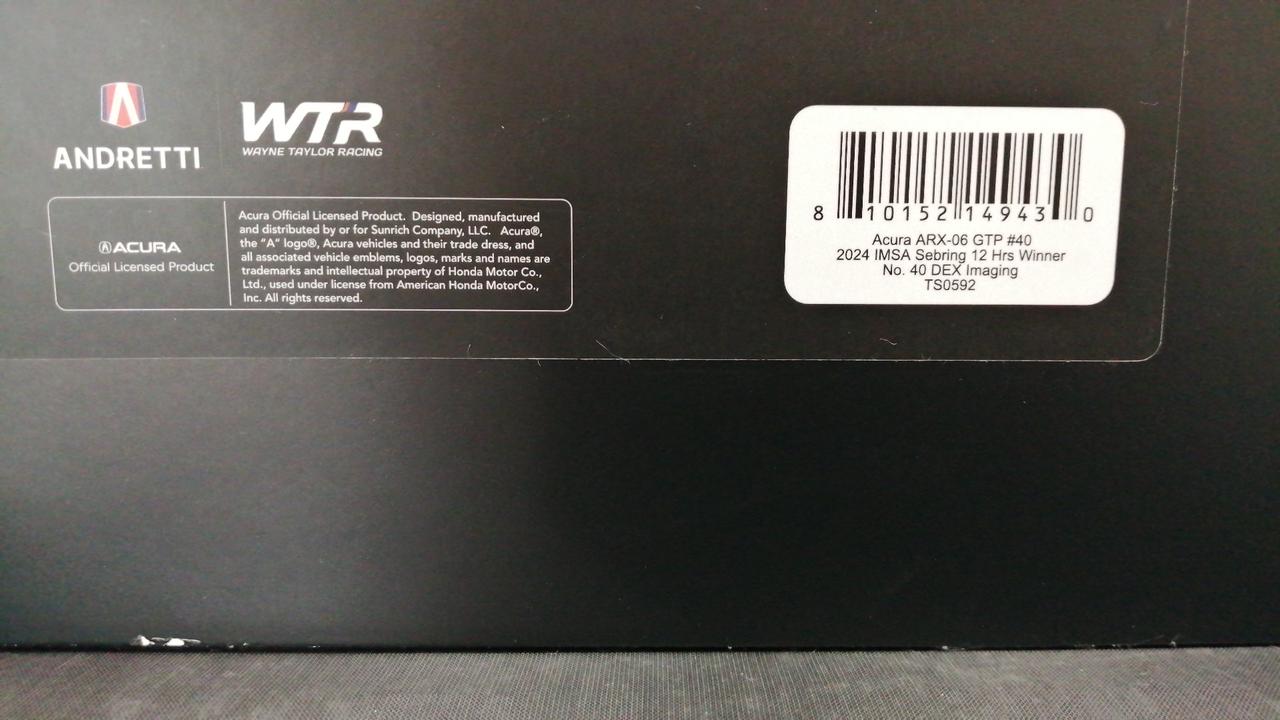 ANDRETTI
WTR
WAYNE TAYLOR RACING
ACURA
Official Licensed Product
Acura Official Licensed Product. Designed, manufactured
and distributed by or for Sunrich Company, LLC. Acura®,
the “A” logo®, Acura vehicles and their trade dress, and
all associated vehicle emblems, logos, marks and names are
trademarks and intellectual property of Honda Motor Co.,
Ltd., used under license from American Honda MotorCo.,
Inc. All rights reserved.
8 10152 14943 0
Acura ARX-06 GTP #40
2024 IMSA Sebring 12 Hrs Winner
No. 40 DEX Imaging
TS0592